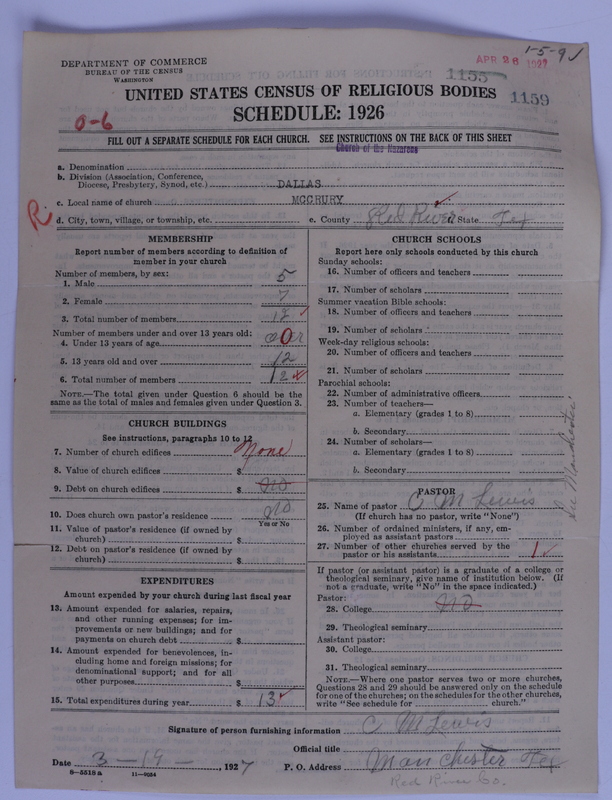 1-5-9
APR 26 1927
DEPARTMENT OF COMMERCE
BUREAU OF THE CENSUS
WASHINGTON
1155
1159
UNITED STATES CENSUS OF RELIGIOUS BODIES
SCHEDULE: 1926
0-6
FILL OUT A SEPARATE SCHEDULE FOR EACH CHURCH. SEE INSTRUCTIONS ON THE BACK OF THIS SHEET
Church of the Nazarene
a. Denomination
b. Division (Association, Conference,
Diocese, Presbytery, Synod, etc.) DALLAS
c. Local name of church MCCRURY
R
d. City, town, village, or township, etc. e. County Red River State Tex
MEMBERSHIP
Report number of members according to definition of
member in your church
Number of members, by sex:
1. Male 5
2. Female 7
3. Total number of members 12
Number of members under and over 13 years old:
4. Under 13 years of age 0
5. 13 years old and over 12
6. Total number of members 12
NOTE.—The total given under Question 6 should be
the same as the total of males and females given under Question 3.
CHURCH BUILDINGS
See instructions, paragraphs 10 to 12
7. Number of church edifices None
8. Value of church edifices $
9. Debt on church edifices $ no
10. Does church own pastor's residence no
Yes or No
11. Value of pastor's residence (if owned by
church) $
12. Debt on pastor's residence (if owned by
church) $
EXPENDITURES
Amount expended by your church during last fiscal year
13. Amount expended for salaries, repairs,
and other running expenses; for im-
provements or new buildings; and for
payments on church debt $
14. Amount expended for benevolences, in-
cluding home and foreign missions; for
denominational support; and for all
other purposes $
15. Total expenditures during year $ 13
CHURCH SCHOOLS
Report here only schools conducted by this church
Sunday schools:
16. Number of officers and teachers
17. Number of scholars
Summer vacation Bible schools:
18. Number of officers and teachers
19. Number of scholars
Week-day religious schools:
20. Number of officers and teachers
21. Number of scholars
Parochial schools:
22. Number of administrative officers
23. Number of teachers—
a. Elementary (grades 1 to 8)
b. Secondary
24. Number of scholars—
a. Elementary (grades 1 to 8)
b. Secondary
See Manchester
PASTOR
25. Name of pastor C M Lewis
(If church has no pastor, write "None")
26. Number of ordained ministers, if any, em-
ployed as assistant pastors
27. Number of other churches served by the
pastor or his assistants 1
If pastor (or assistant pastor) is a graduate of a college or
theological seminary, give name of institution below. (If
not a graduate, write "No" in the space indicated.)
Pastor:
28. College no
29. Theological seminary
Assistant pastor:
30. College
31. Theological seminary
NOTE.—Where one pastor serves two or more churches,
Questions 28 and 29 should be answered only on the schedule
for one of the churches; on the schedules for the other churches,
write "See schedule for church."
Signature of person furnishing information C M Lewis
Official title
Date 3-19-, 1927 P. O. Address Manchester Tex
Red River Co.
8-5518a 11-9034